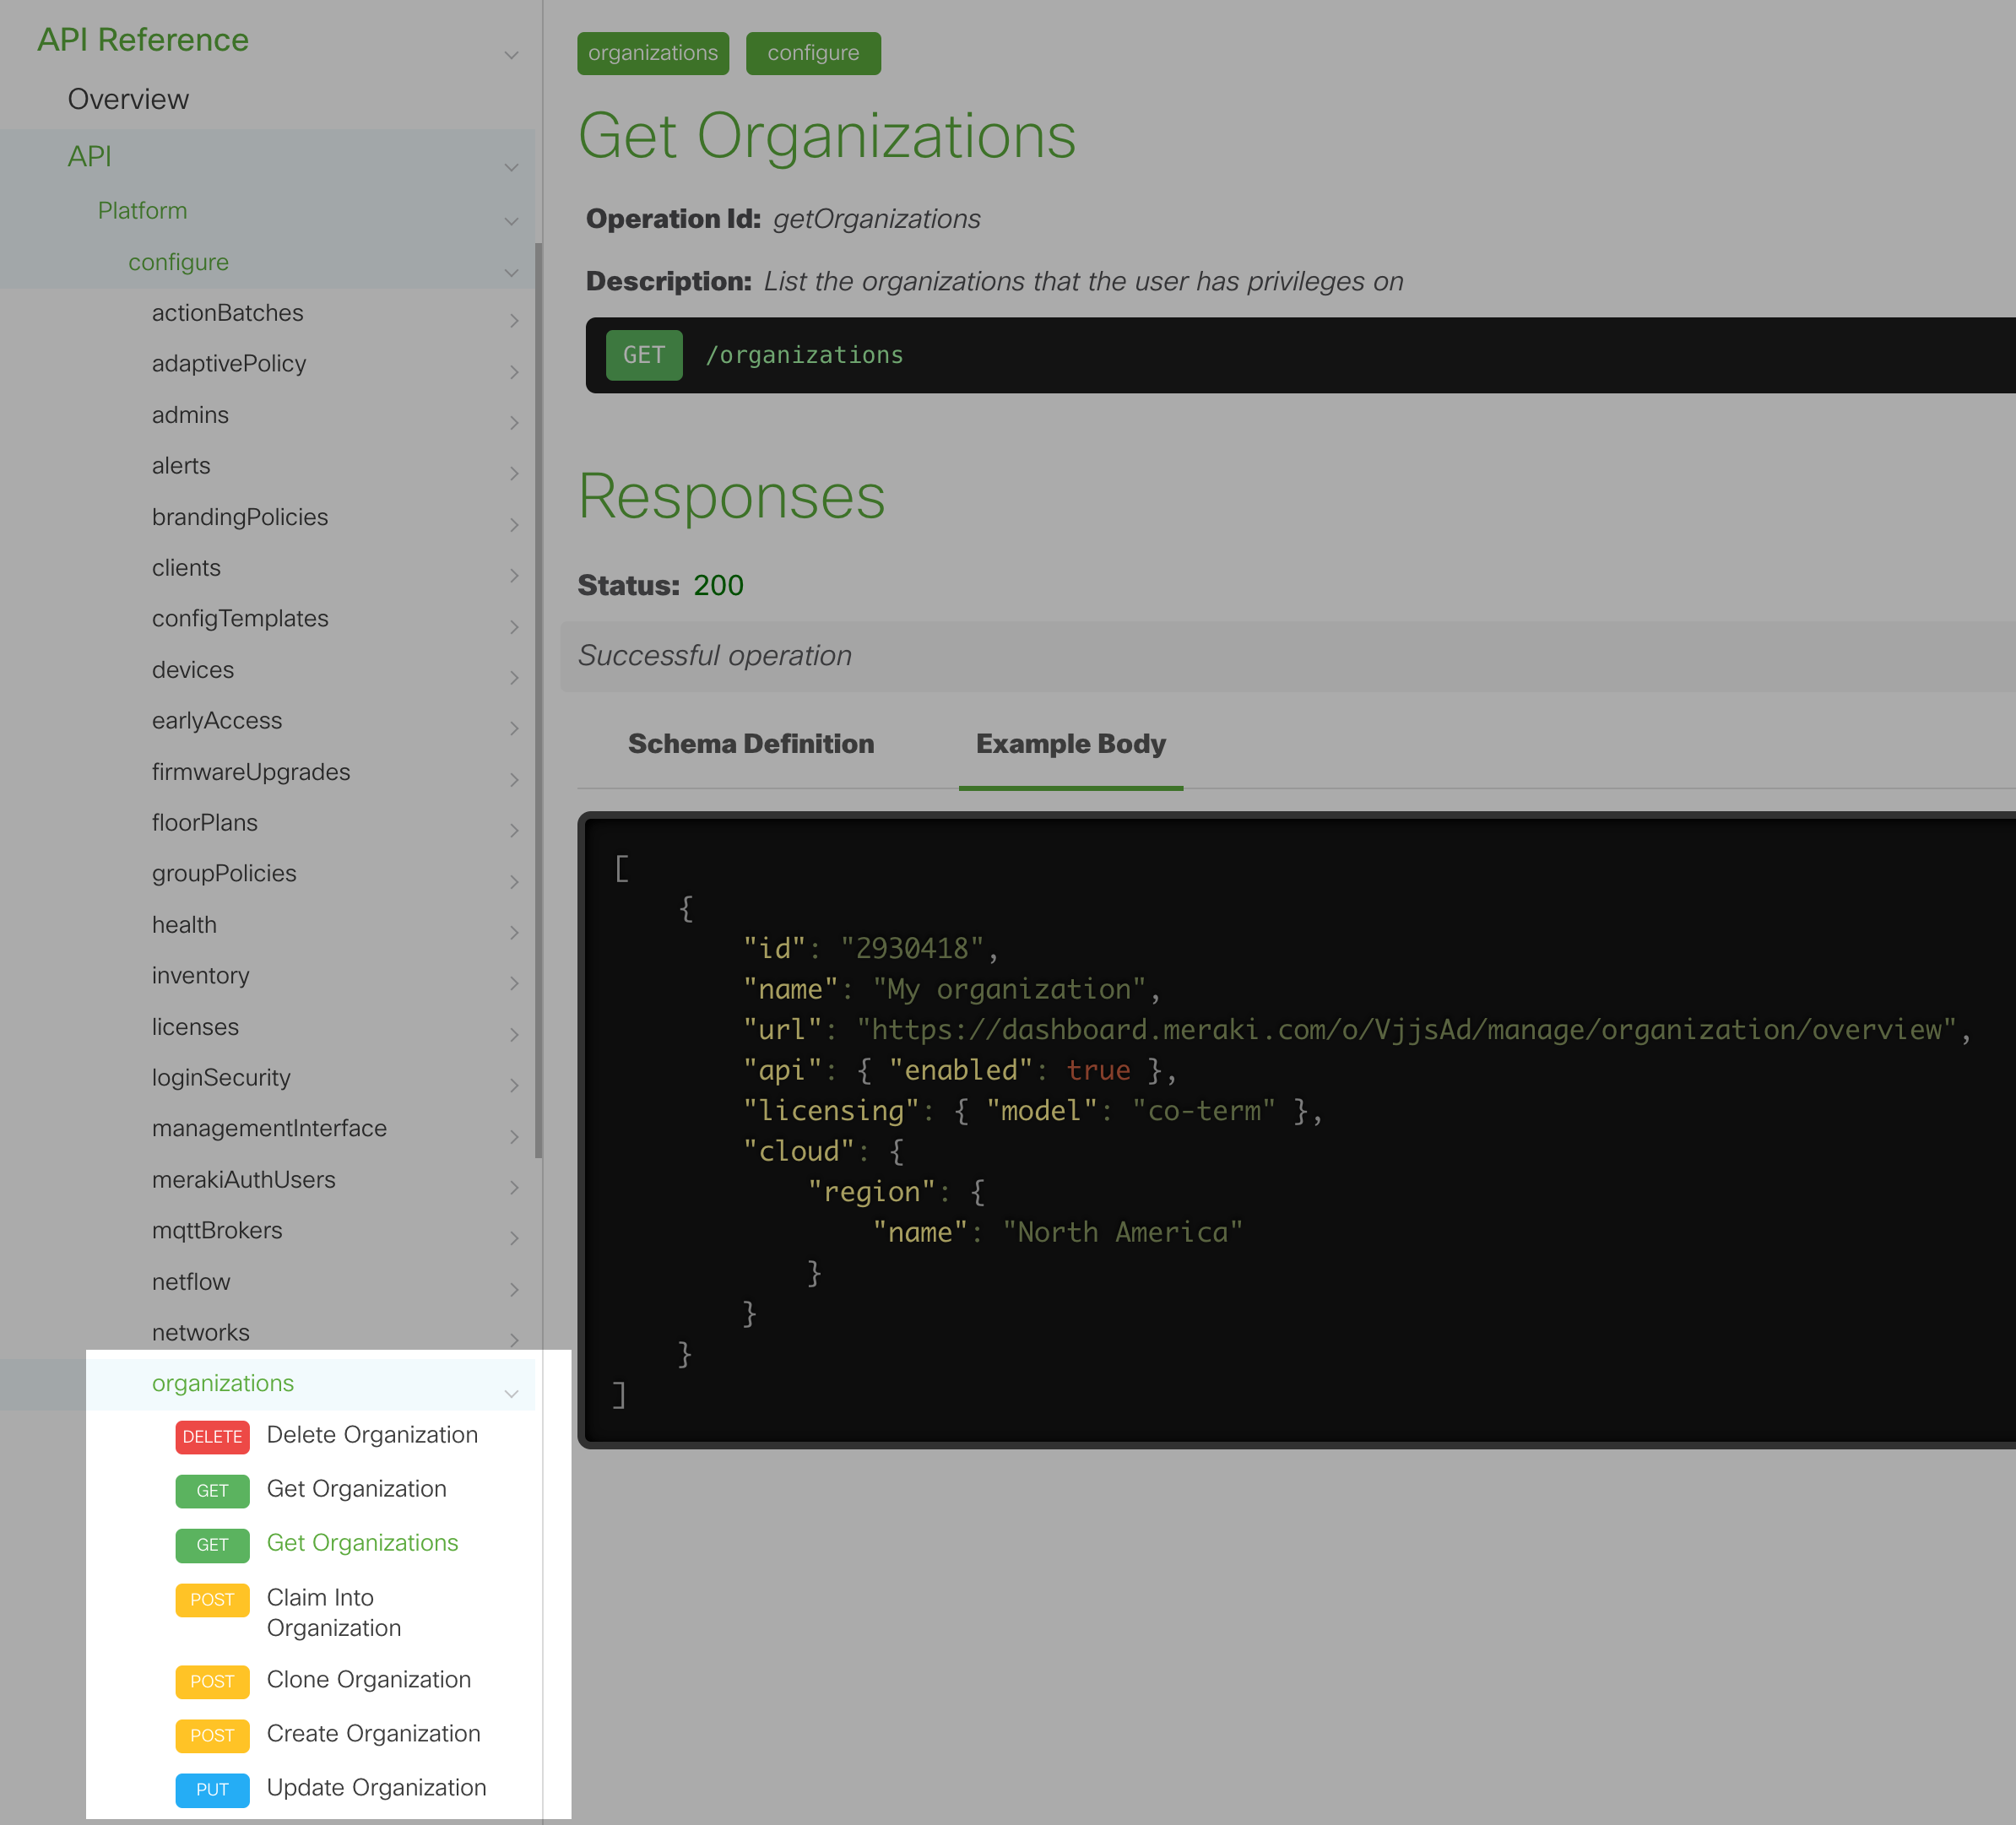 API Reference
Overview
API
Platform
configure
actionBatches
adaptivePolicy
admins
alerts
brandingPolicies
clients
configTemplates
devices
earlyAccess
firmwareUpgrades
floorPlans
groupPolicies
health
inventory
licenses
loginSecurity
managementInterface
merakiAuthUsers
mqttBrokers
netflow
networks
organizations
DELETE Delete Organization
GET Get Organization
GET Get Organizations
POST Claim Into
Organization
POST Clone Organization
POST Create Organization
PUT Update Organization
organizations configure
Get Organizations
Operation Id: getOrganizations
Description: List the organizations that the user has privileges on
GET /organizations
Responses
Status: 200
Successful operation
Schema Definition Example Body
[
{
"id": "2930418",
"name": "My organization",
"url": "https://dashboard.meraki.com/o/VjjsAd/manage/organization/overview",
"api": { "enabled": true },
"licensing": { "model": "co-term" },
"cloud": {
"region": {
"name": "North America"
}
}
}
]